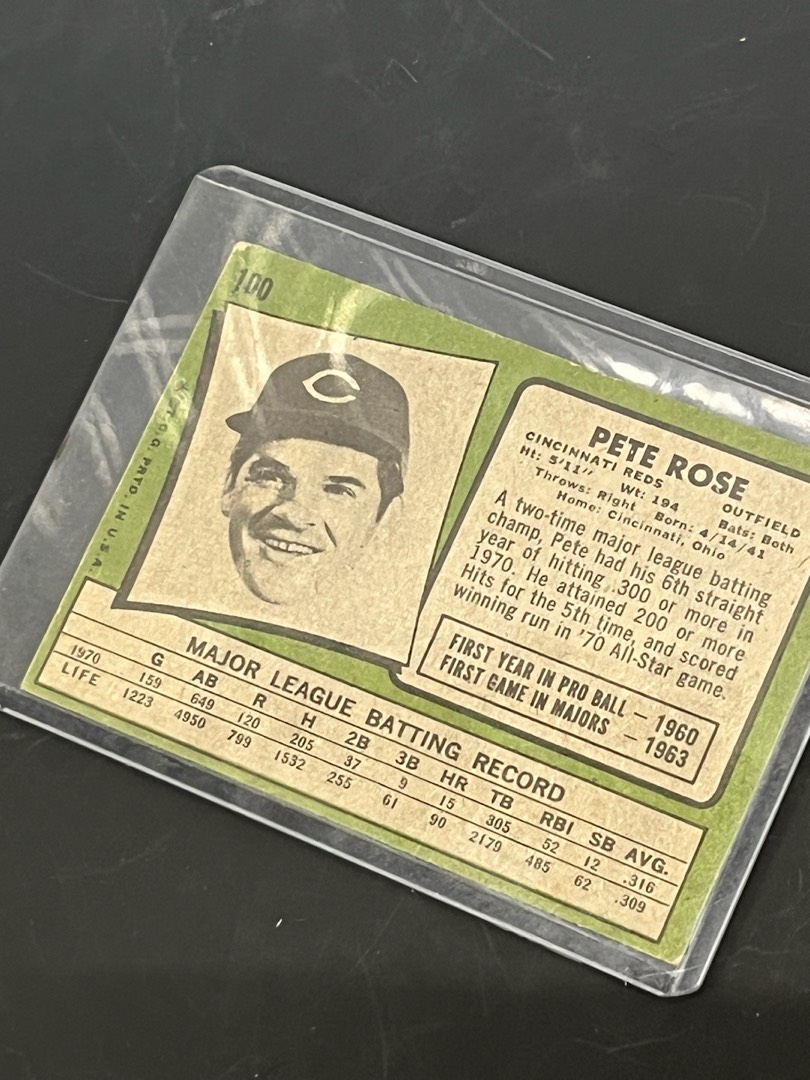 100
PETE ROSE
CINCINNATI REDS OUTFIELD
Ht: 5'11" Wt: 194 Bats: Both
Throws: Right Born: 4/14/41
Home: Cincinnati, Ohio
A two-time major league batting
champ, Pete had his 6th straight
year of hitting .300 or more in
1970. He attained 200 or more
Hits for the 5th time, and scored
winning run in '70 All-Star game.
FIRST YEAR IN PRO BALL — 1960
FIRST GAME IN MAJORS — 1963
MAJOR LEAGUE BATTING RECORD
G AB R H 2B 3B HR TB RBI SB AVG.
1970 159 649 120 205 37 9 15 305 52 12 .316
LIFE 1223 4950 799 1532 255 61 90 2179 485 62 .309
PRTD. IN U.S.A.
C